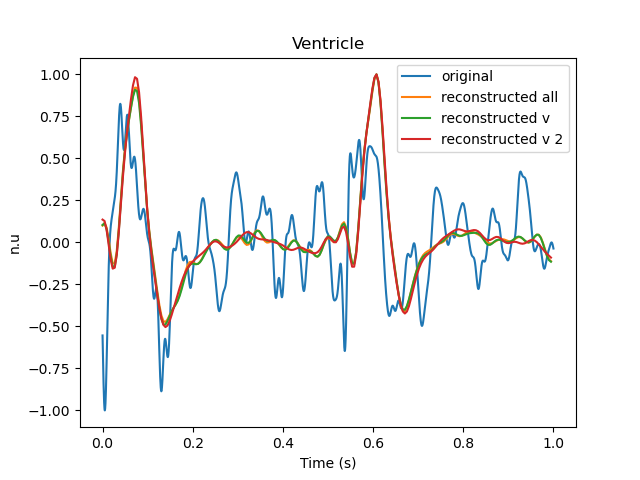 Ventricle
original
reconstructed all
reconstructed v
reconstructed v 2
1.00
0.75
0.50
0.25
0.00
−0.25
−0.50
−0.75
−1.00
n.u
0.0 0.2 0.4 0.6 0.8 1.0
Time (s)